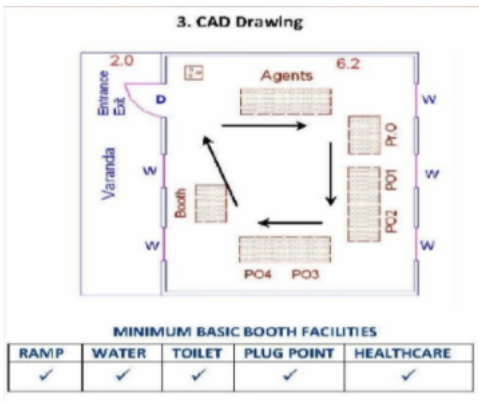 3. CAD Drawing
2.0
6.2
Agents
Entrance
Exit
D
W
Pr.O
Varanda
W
W
PO1
Booth
PO2
W
W
PO4 PO3
MINIMUM BASIC BOOTH FACILITIES
RAMP WATER TOILET PLUG POINT HEALTHCARE
✓ ✓ ✓ ✓ ✓